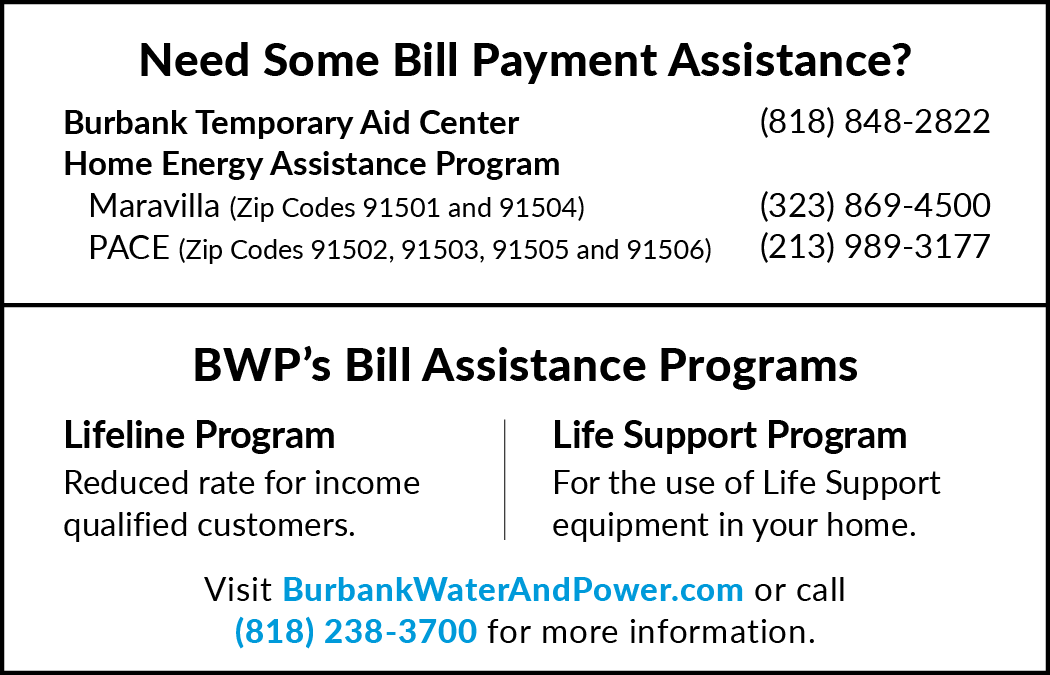 Need Some Bill Payment Assistance?
Burbank Temporary Aid Center (818) 848-2822
Home Energy Assistance Program
Maravilla (Zip Codes 91501 and 91504) (323) 869-4500
PACE (Zip Codes 91502, 91503, 91505 and 91506) (213) 989-3177
BWP’s Bill Assistance Programs
Lifeline Program
Reduced rate for income
qualified customers.
Life Support Program
For the use of Life Support
equipment in your home.
Visit BurbankWaterAndPower.com or call
(818) 238-3700 for more information.